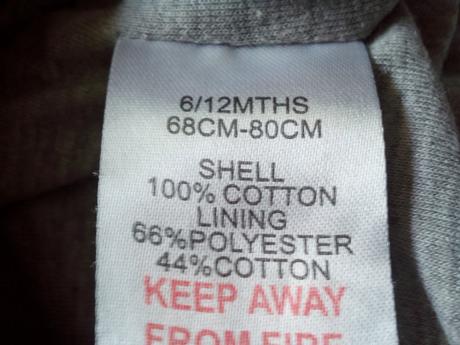 6/12MTHS
68CM-80CM
SHELL
100% COTTON
LINING
66%POLYESTER
44%COTTON
KEEP AWAY
FROM FIRE